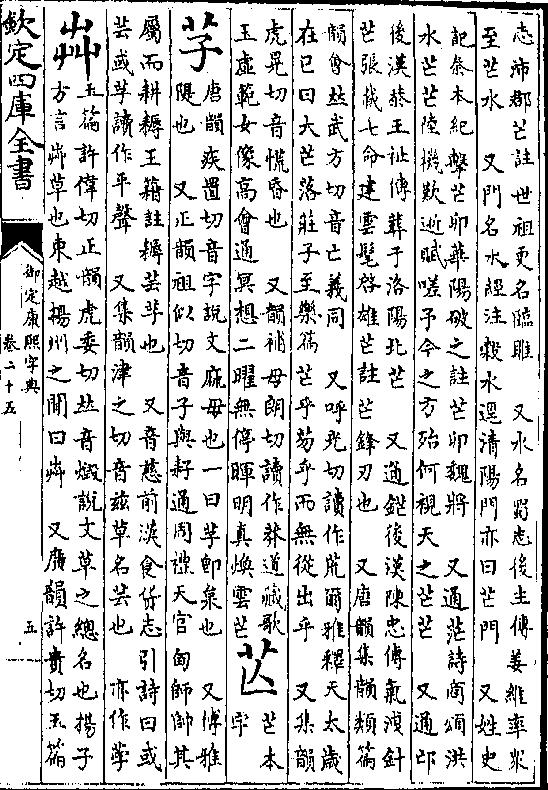 志沛郡芒註世祖更名臨睢　又水名蜀志後主傳姜維率衆
至芒水　又門名水經注穀水逕清陽門亦曰芒門　又姓史
記秦本紀擊芒卯華陽破之註芒卯魏將　又通茫詩商頌洪
水芒芒陸機歎逝賦嗟予今之方殆何視天之芒芒　又通邙
後漢恭王祉傳葬于洛陽北芒　又通鋩後漢陳忠傳氣洩針
芒張載七命建雲髦啓雄芒註芒鋒刃也　又唐韻集韻類篇
韻會𠀤武方切音亡義同　又呼光切讀作荒爾雅釋天太歲
在巳曰大芒落莊子至樂篇芒乎芴乎而無從出乎　又集韻
虎晃切音慌昏也　又韻補母朗切讀作莽道藏歌
玉虛範女像高會通冥想二曜無停暉明真煥雲芒
芒　芒本
字
芓　唐韻疾置切音字說文麻母也一曰芓卽枲也　又博雅
隄也　又正韻祖似切音子與耔通周禮天官甸師帥其
屬而耕耨王籍註耨芸芓也　又音慈前漢食貨志引詩曰或
芸或芓讀作平聲　又集韻津之切音兹草名芸也　亦作𦱀
艸　玉篇許偉切正韻虎委切𠀤音燬說文草之總名也揚子
方言艸草也東越揚州之閒曰艸　又廣韻許貴切玉篇
欽定四庫全書
御定康熙字典
卷二十五
五